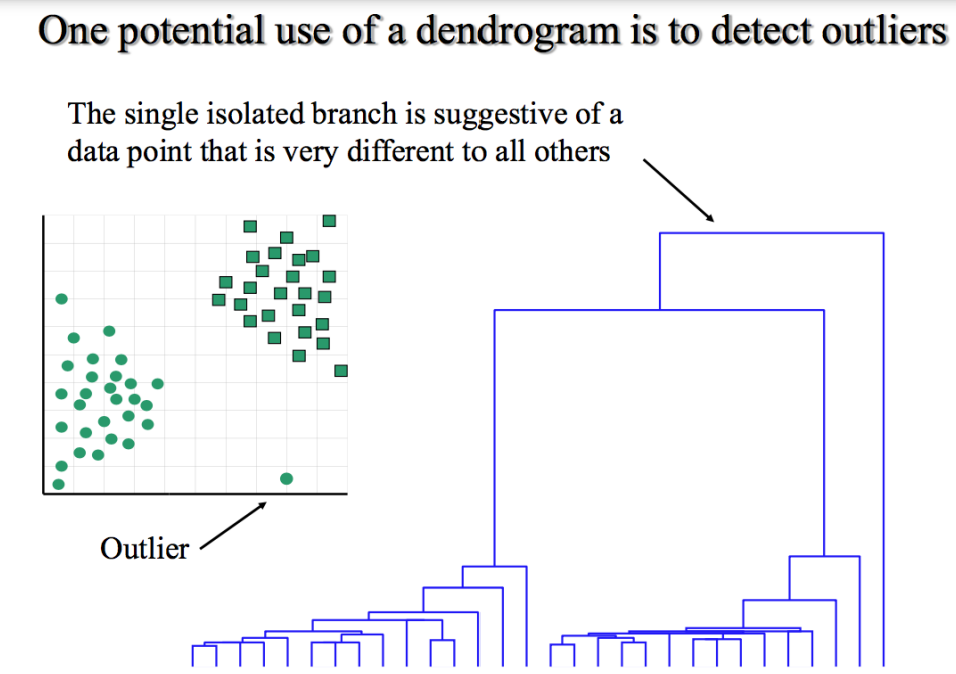 One potential use of a dendrogram is to detect outliers
The single isolated branch is suggestive of a
data point that is very different to all others
Outlier